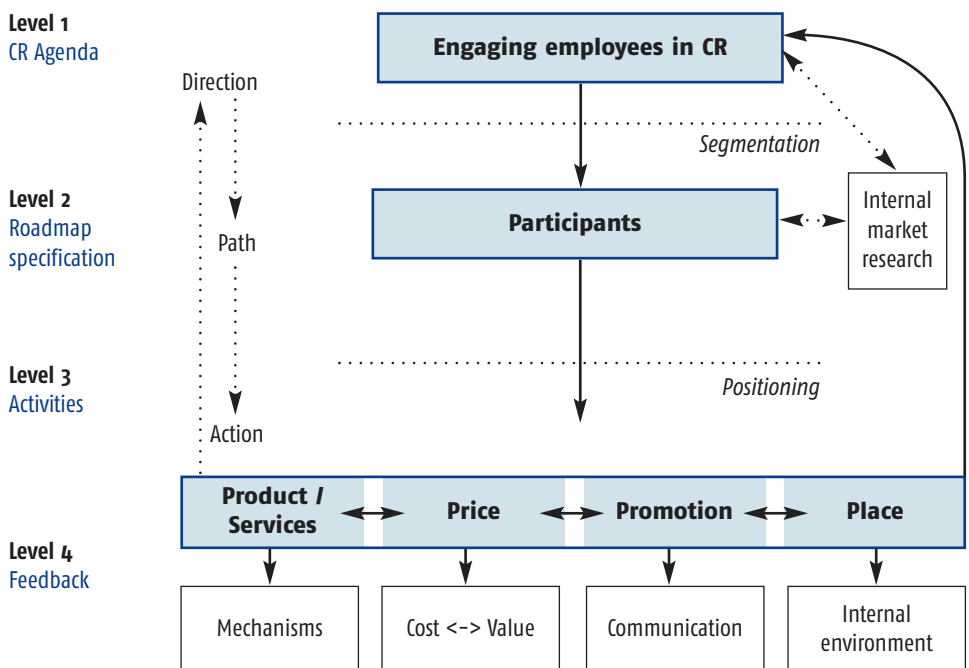 Level 1
CR Agenda
Engaging employees in CR
Direction
Segmentation
Level 2
Roadmap
specification
Path
Participants
Internal
market
research
Level 3
Activities
Positioning
Action
Product /
Services
Price
Promotion
Place
Level 4
Feedback
Mechanisms
Cost <–> Value
Communication
Internal
environment